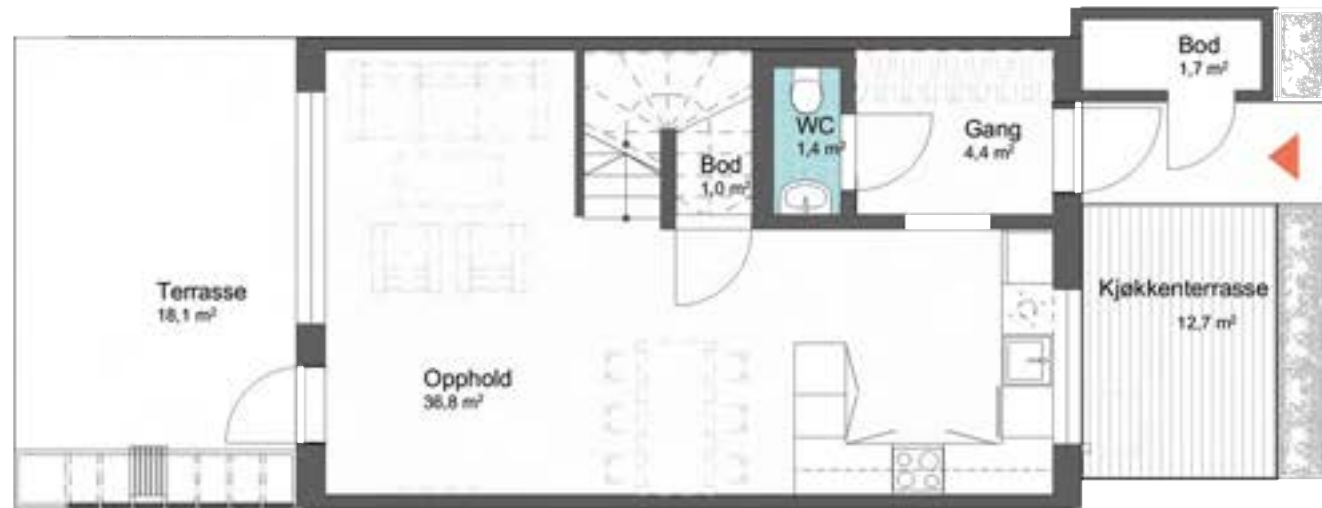 Bod
1,7 m²
WC
1,4 m²
Gang
4,4 m²
Bod
1,0 m²
Terrasse
18,1 m²
Kjøkkenterrasse
12,7 m²
Opphold
36,8 m²